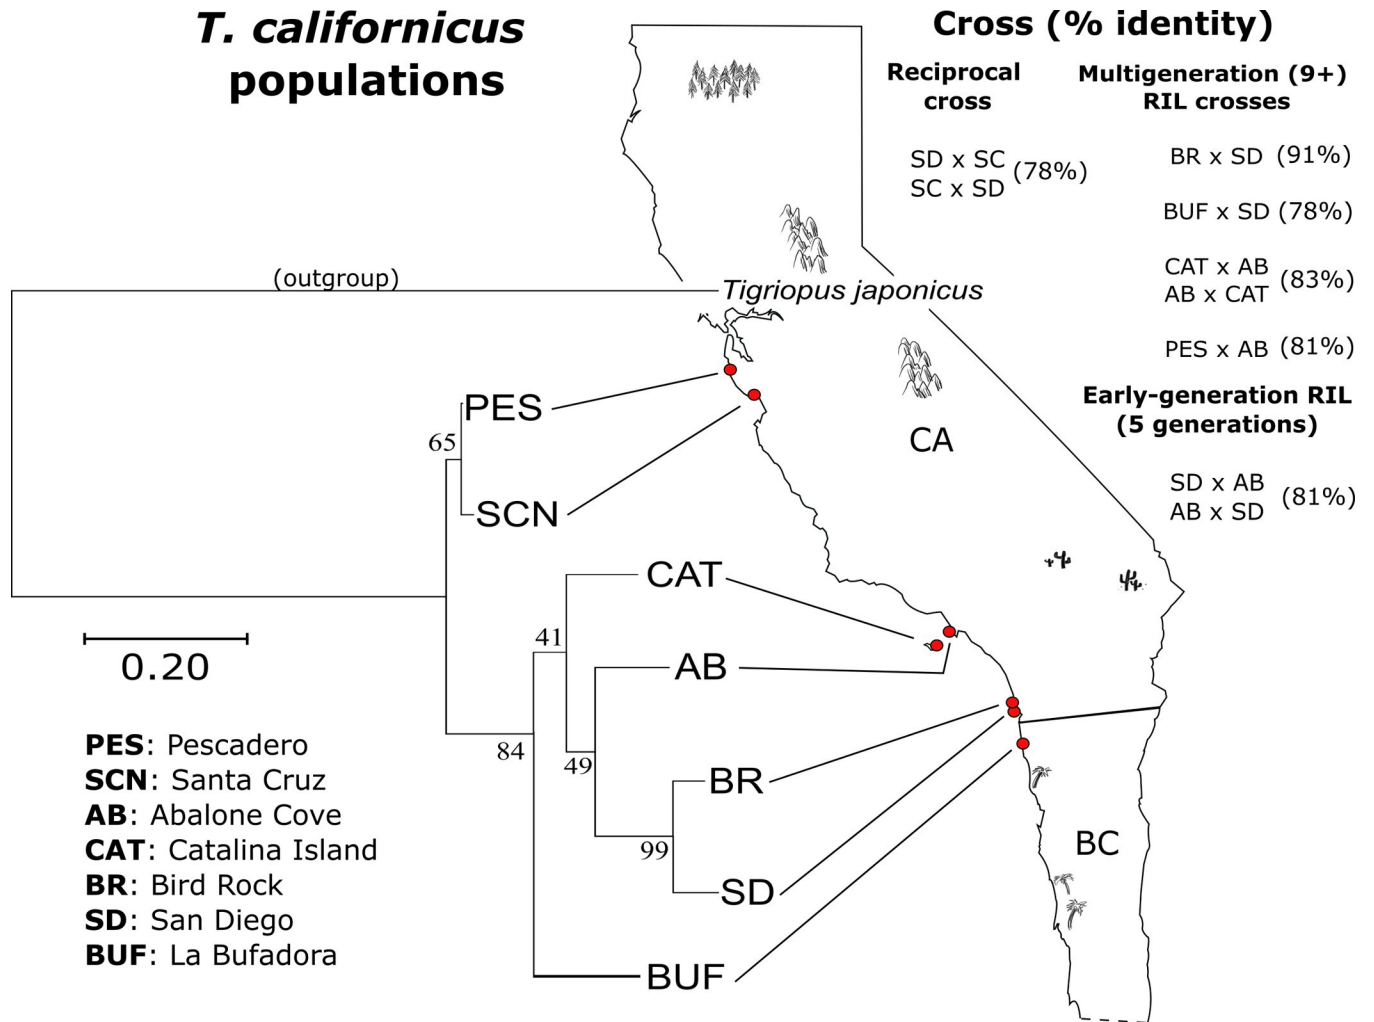 T. californicus
populations
Cross (% identity)
Reciprocal
cross
SD x SC
SC x SD
(78%)
Multigeneration (9+)
RIL crosses
BR x SD (91%)
BUF x SD (78%)
CAT x AB
AB x CAT
(83%)
PES x AB (81%)
Early-generation RIL
(5 generations)
SD x AB
AB x SD
(81%)
(outgroup)
Tigriopus japonicus
PES
65
SCN
CA
CAT
41
AB
84
49
BR
99
SD
BUF
BC
0.20
PES: Pescadero
SCN: Santa Cruz
AB: Abalone Cove
CAT: Catalina Island
BR: Bird Rock
SD: San Diego
BUF: La Bufadora